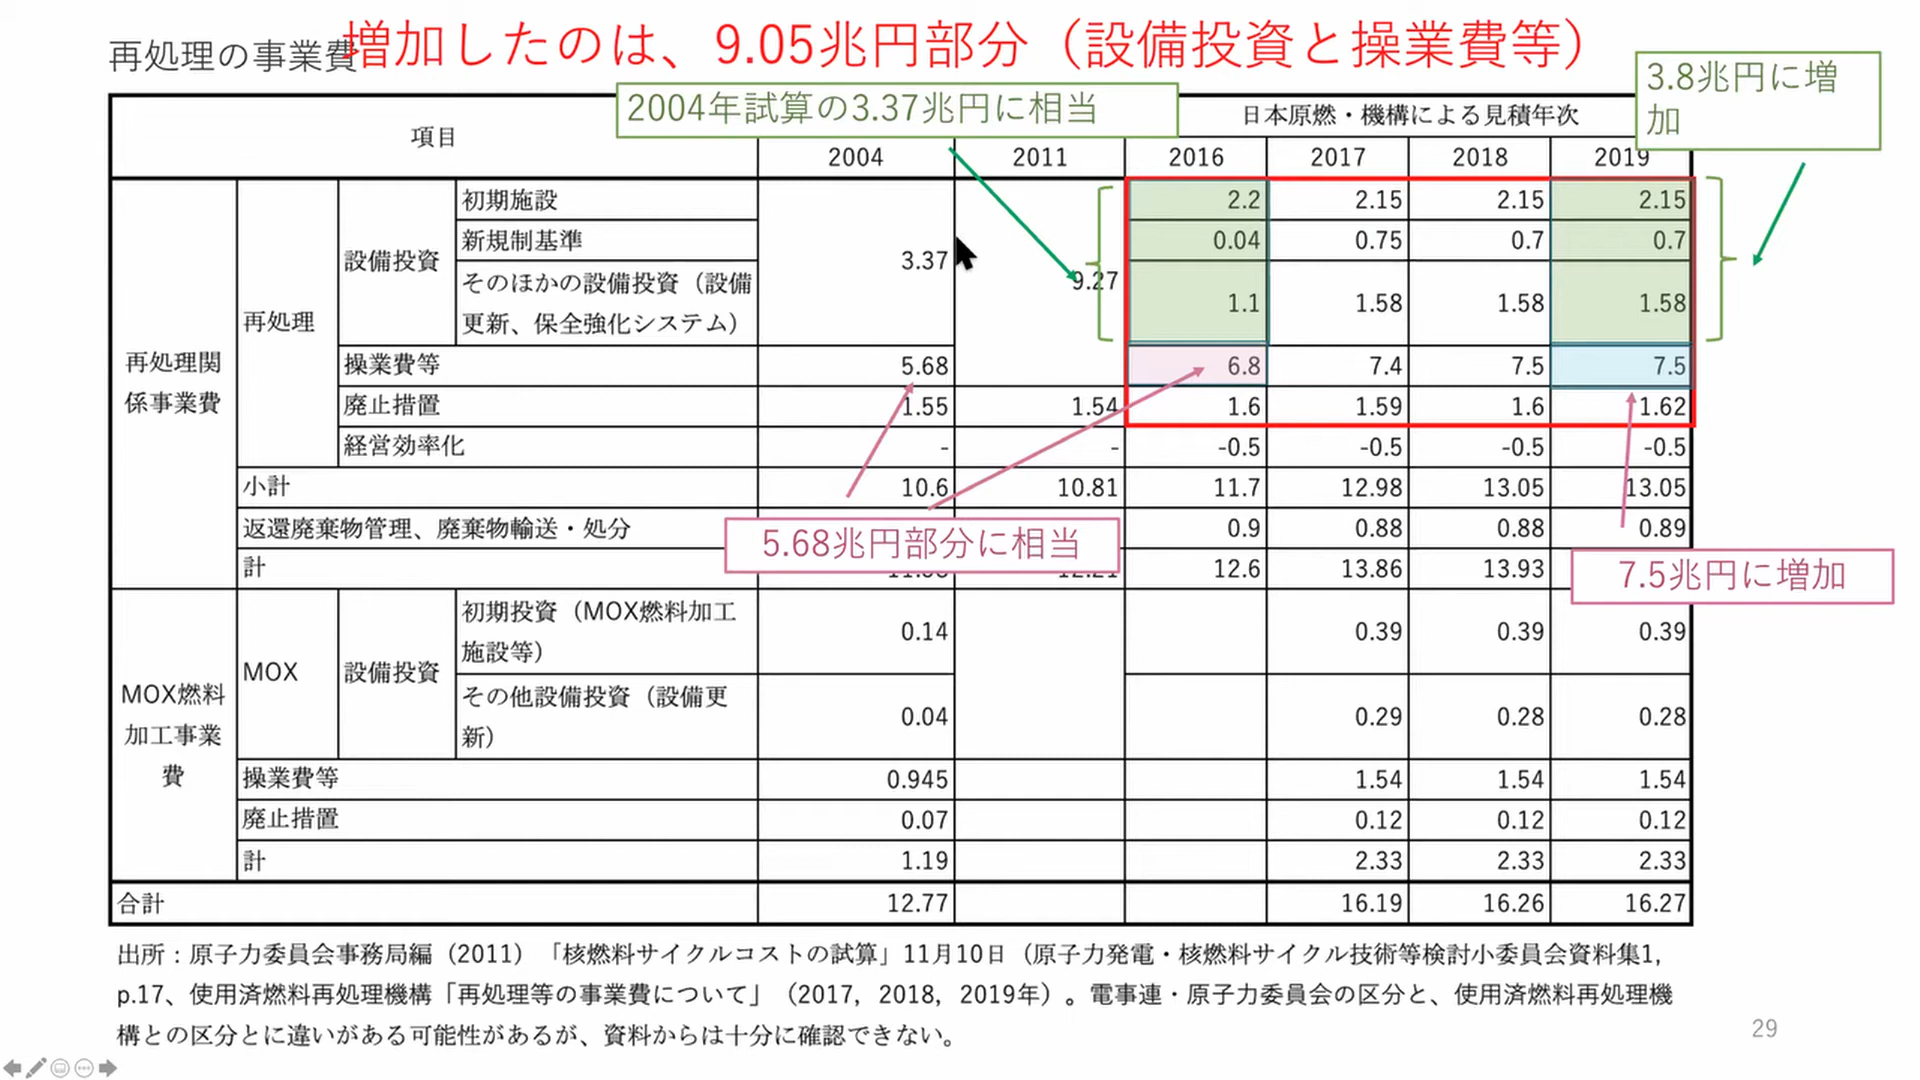 再処理の事業費
増加したのは、9.05兆円部分（設備投資と操業費等）
2004年試算の3.37兆円に相当
3.8兆円に増
加
項目
日本原燃・機構による見積年次
2004 2011 2016 2017 2018 2019
再処理関
係事業費
再処理
設備投資
初期施設 2.2 2.15 2.15 2.15
新規制基準 0.04 0.75 0.7 0.7
そのほかの設備投資（設備
更新、保全強化システム）
3.37 9.27 1.1 1.58 1.58 1.58
操業費等 5.68 6.8 7.4 7.5 7.5
廃止措置 1.55 1.54 1.6 1.59 1.6 1.62
経営効率化 - - -0.5 -0.5 -0.5 -0.5
小計 10.6 10.81 11.7 12.98 13.05 13.05
返還廃棄物管理、廃棄物輸送・処分 0.9 0.88 0.88 0.89
5.68兆円部分に相当
計 12.6 13.86 13.93
7.5兆円に増加
MOX燃料
加工事業
費
MOX
設備投資
初期投資（MOX燃料加工
施設等）
0.14 0.39 0.39 0.39
その他設備投資（設備更
新）
0.04 0.29 0.28 0.28
操業費等 0.945 1.54 1.54 1.54
廃止措置 0.07 0.12 0.12 0.12
計 1.19 2.33 2.33 2.33
合計 12.77 16.19 16.26 16.27
出所：原子力委員会事務局編（2011）「核燃料サイクルコストの試算」11月10日（原子力発電・核燃料サイクル技術等検討小委員会資料集1,
p.17、使用済燃料再処理機構「再処理等の事業費について」（2017，2018，2019年）。電事連・原子力委員会の区分と、使用済燃料再処理機
構との区分とに違いがある可能性があるが、資料からは十分に確認できない。
29